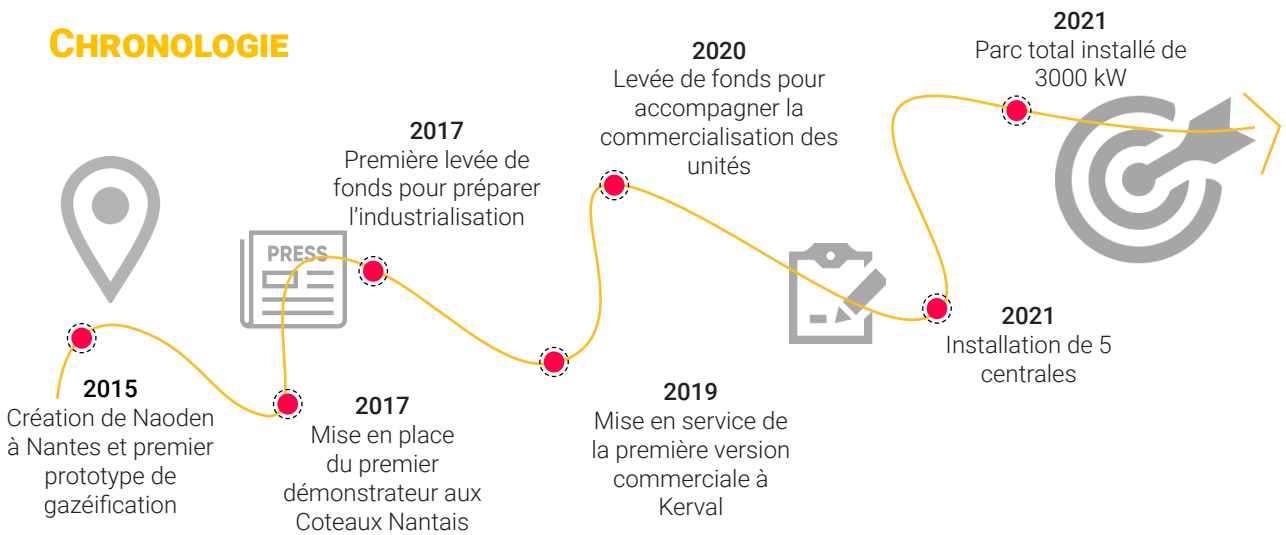 CHRONOLOGIE
2015
Création de Naoden
à Nantes et premier
prototype de
gazéification
PRESS
2017
Mise en place
du premier
démonstrateur aux
Coteaux Nantais
2017
Première levée de
fonds pour préparer
l'industrialisation
2019
Mise en service de
la première version
commerciale à
Kerval
2020
Levée de fonds pour
accompagner la
commercialisation des
unités
2021
Installation de 5
centrales
2021
Parc total installé de
3000 kW